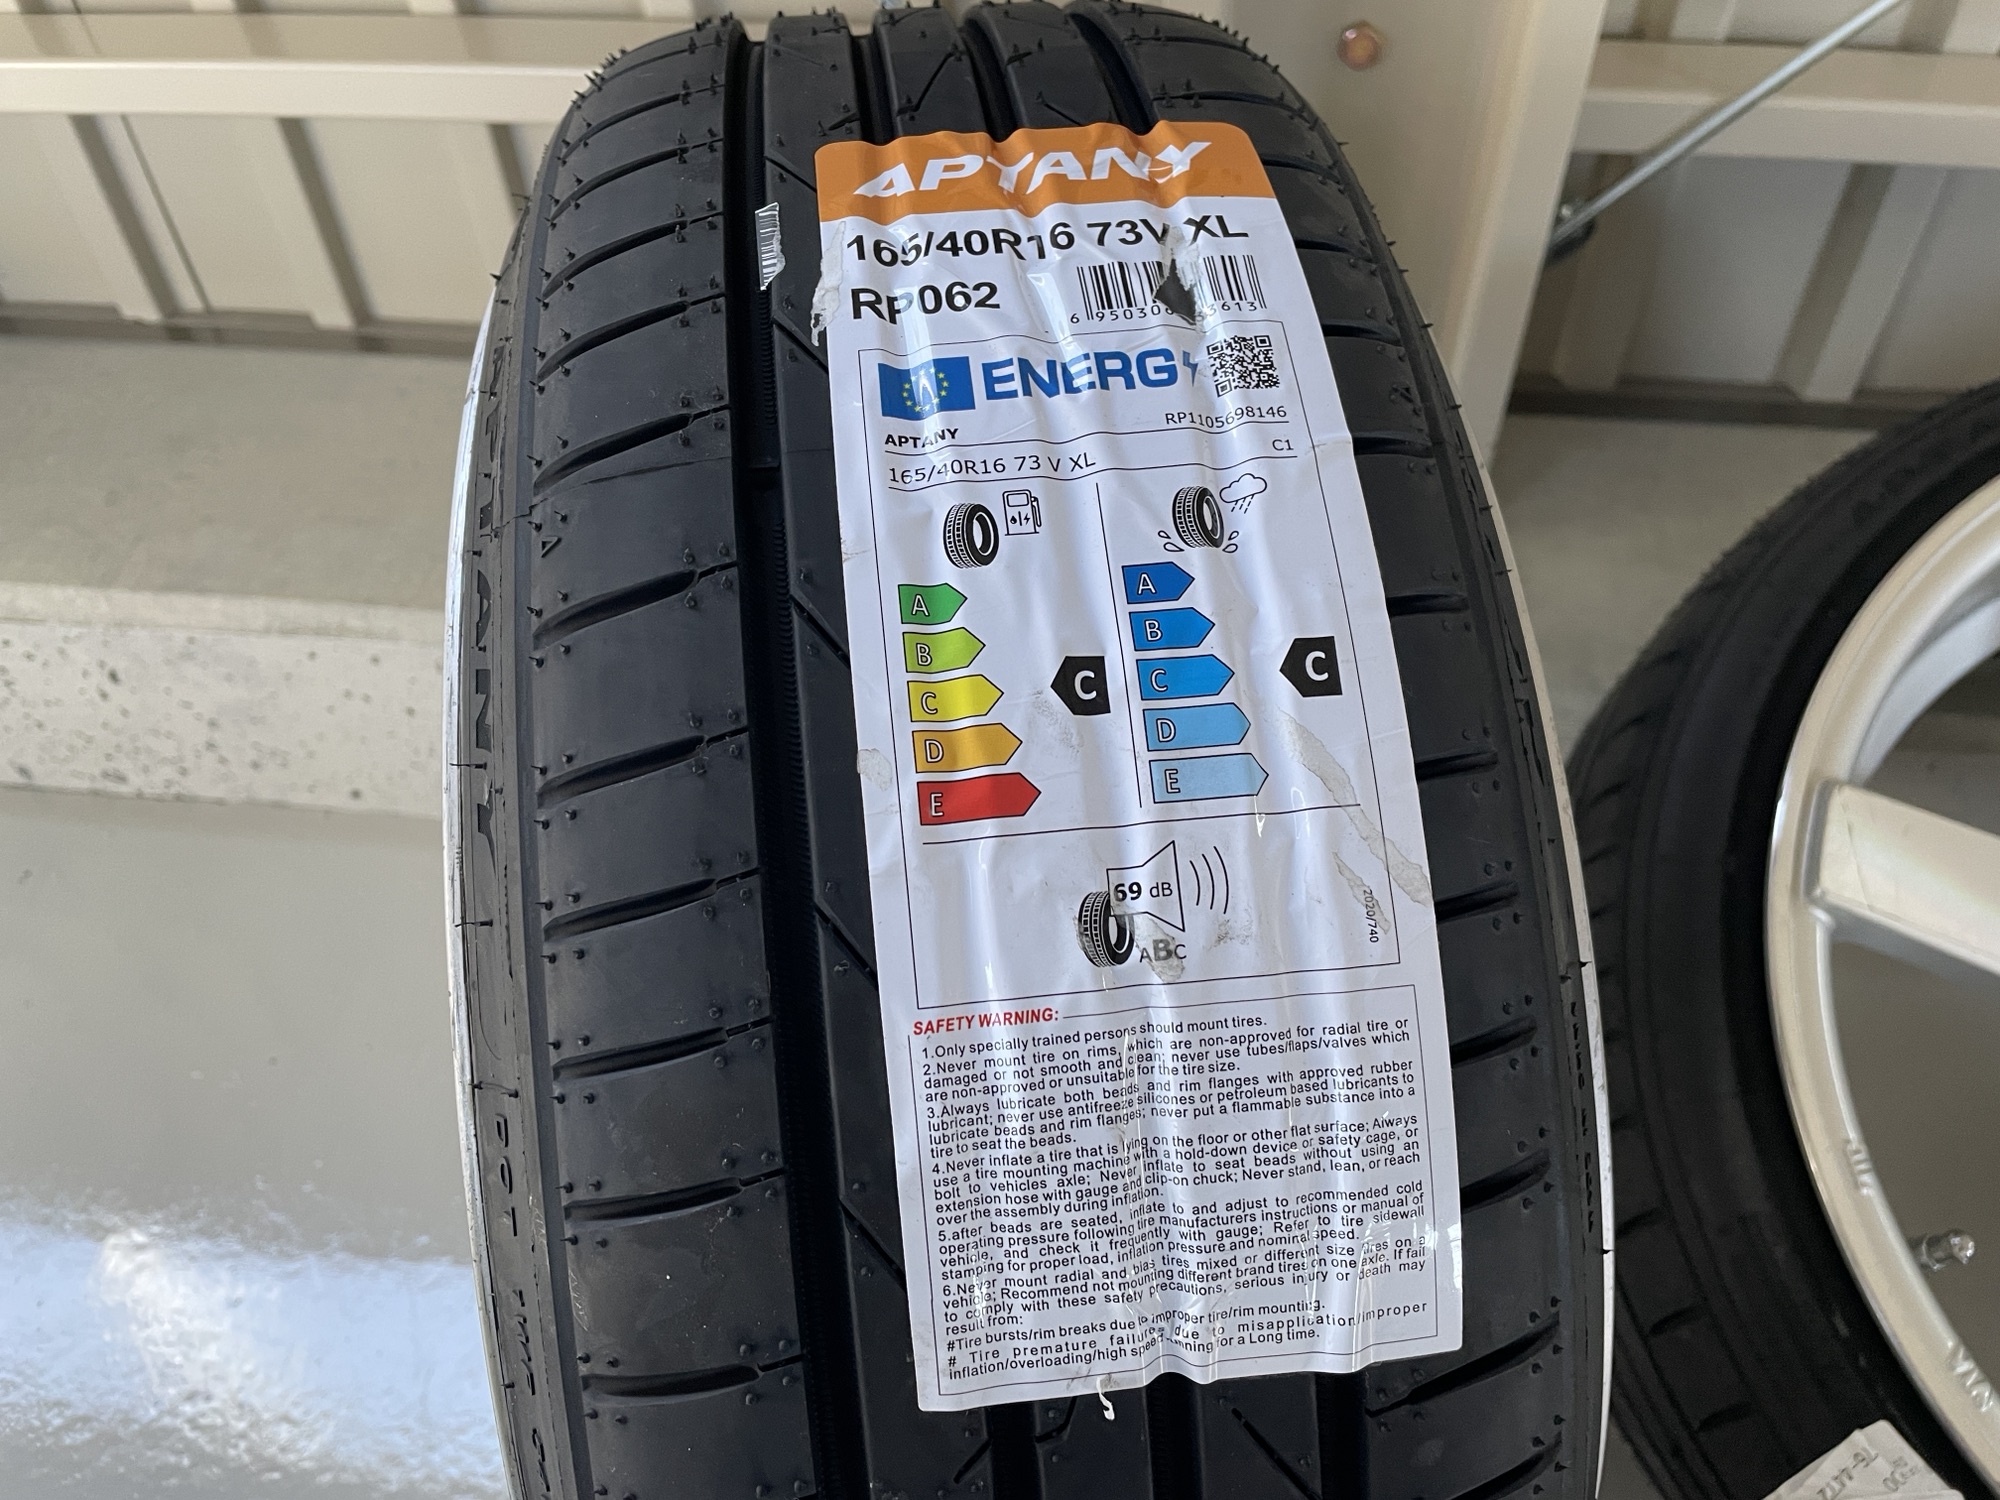 APTANY
165/40R16 73V XL
RP062
6 95030 3613
ENERG
APTANY
RP1105698146
165/40R16 73 V XL
C1
A
B
C
D
E
C
A
B
C
D
E
C
69 dB
ABC
2020/740
SAFETY WARNING:
1.Only specially trained persons should mount tires.
2.Never mount tire on rims, which are non-approved for radial tire or
damaged or not smooth and clean; never use tubes/flaps/valves which
are non-approved or unsuitable for the tire size.
3.Always lubricate both beads and rim flanges with approved rubber
lubricant; never use antifreeze silicones or petroleum based lubricants to
lubricate beads and rim flanges; never put a flammable substance into a
tire to seat the beads.
4.Never inflate a tire that is lying on the floor or other flat surface; Always
use a tire mounting machine with a hold-down device or safety cage, or
bolt to vehicles axle; Never inflate to seat beads without using an
extension hose with gauge and clip-on chuck; Never stand, lean, or reach
over the assembly during inflation.
5.after beads are seated, inflate to and adjust to recommended cold
operating pressure following tire manufacturers instructions or manual of
vehicle, and check it frequently with gauge; Refer to tire sidewall
stamping for proper load, inflation pressure and nominal speed.
6.Never mount radial and bias tires mixed or different size tires on a
vehicle; Recommend not mounting different brand tires on one axle. If fail
to comply with these safety precautions, serious injury or death may
result from:
#Tire bursts/rim breaks due to improper tire/rim mounting.
# Tire premature failure due to misapplication/improper
inflation/overloading/high speed running for a Long time.
APTANY
DOT